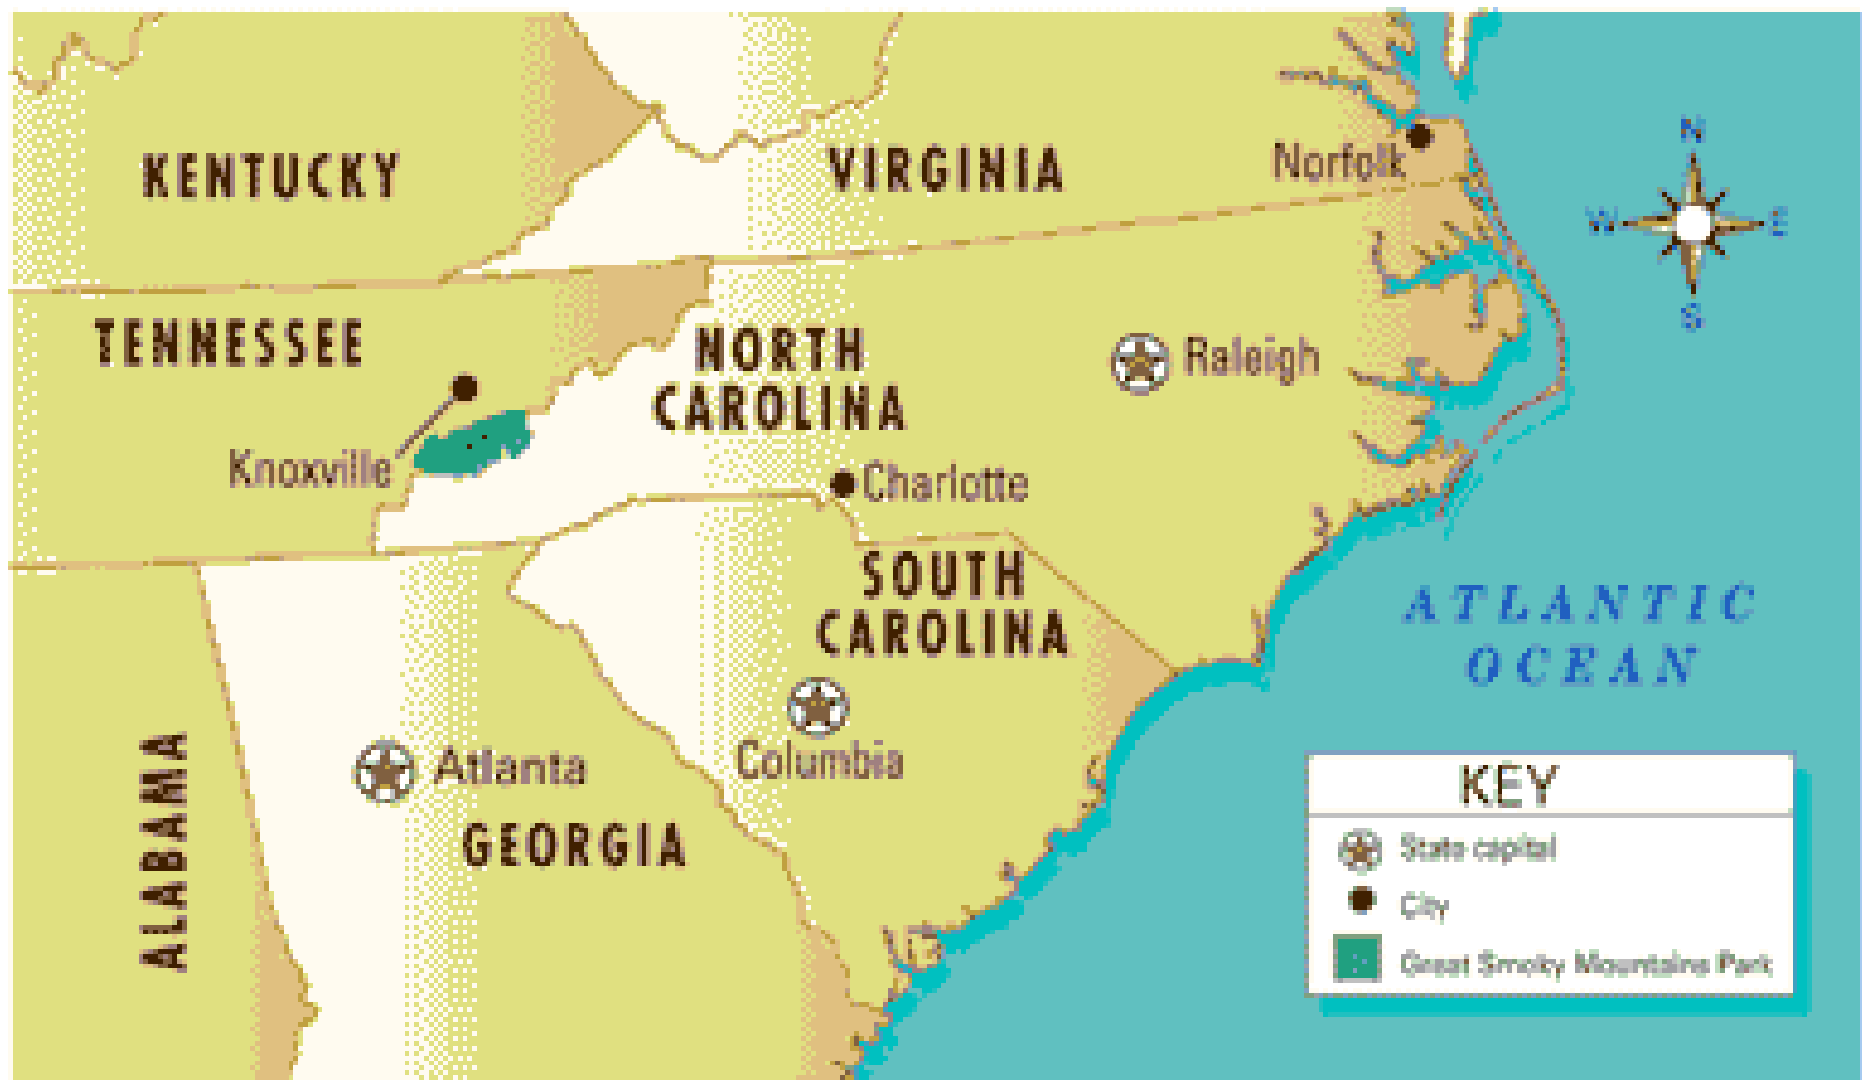 KENTUCKY
VIRGINIA
Norfolk
N
W
E
S
TENNESSEE
NORTH
CAROLINA
Raleigh
Knoxville
Charlotte
SOUTH
CAROLINA
ATLANTIC
OCEAN
Columbia
ALABAMA
Atlanta
GEORGIA
KEY
State capital
City
Great Smoky Mountains Park